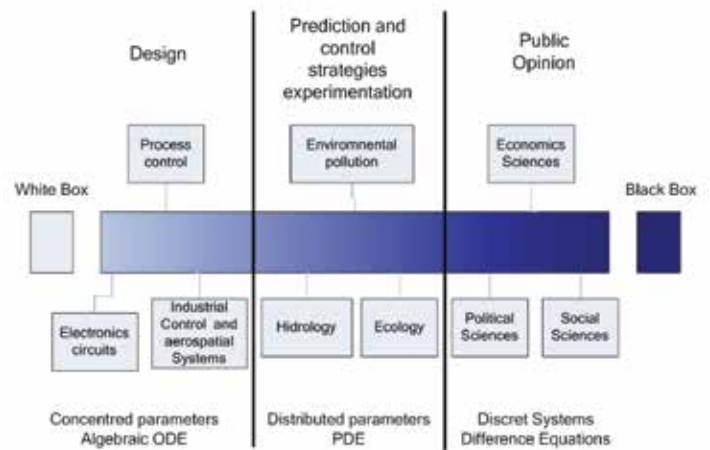 Design
Prediction and
control
strategies
experimentation
Public
Opinion
Process
control
Enviromnental
pollution
Economics
Sciences
White Box
Black Box
Electronics
circuits
Industrial
Control and
aerospatial
Systems
Hidrology
Ecology
Political
Sciences
Social
Sciences
Concentred parameters
Algebraic ODE
Distributed parameters
PDE
Discret Systems
Difference Equations